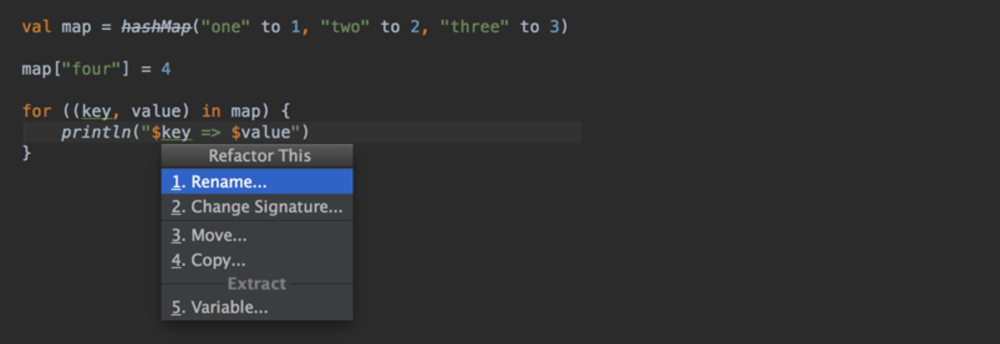 val map = hashMap("one" to 1, "two" to 2, "three" to 3)
map["four"] = 4
for ((key, value) in map) {
    println("$key => $value")
}
Refactor This
1. Rename...
2. Change Signature...
3. Move...
4. Copy...
Extract
5. Variable...